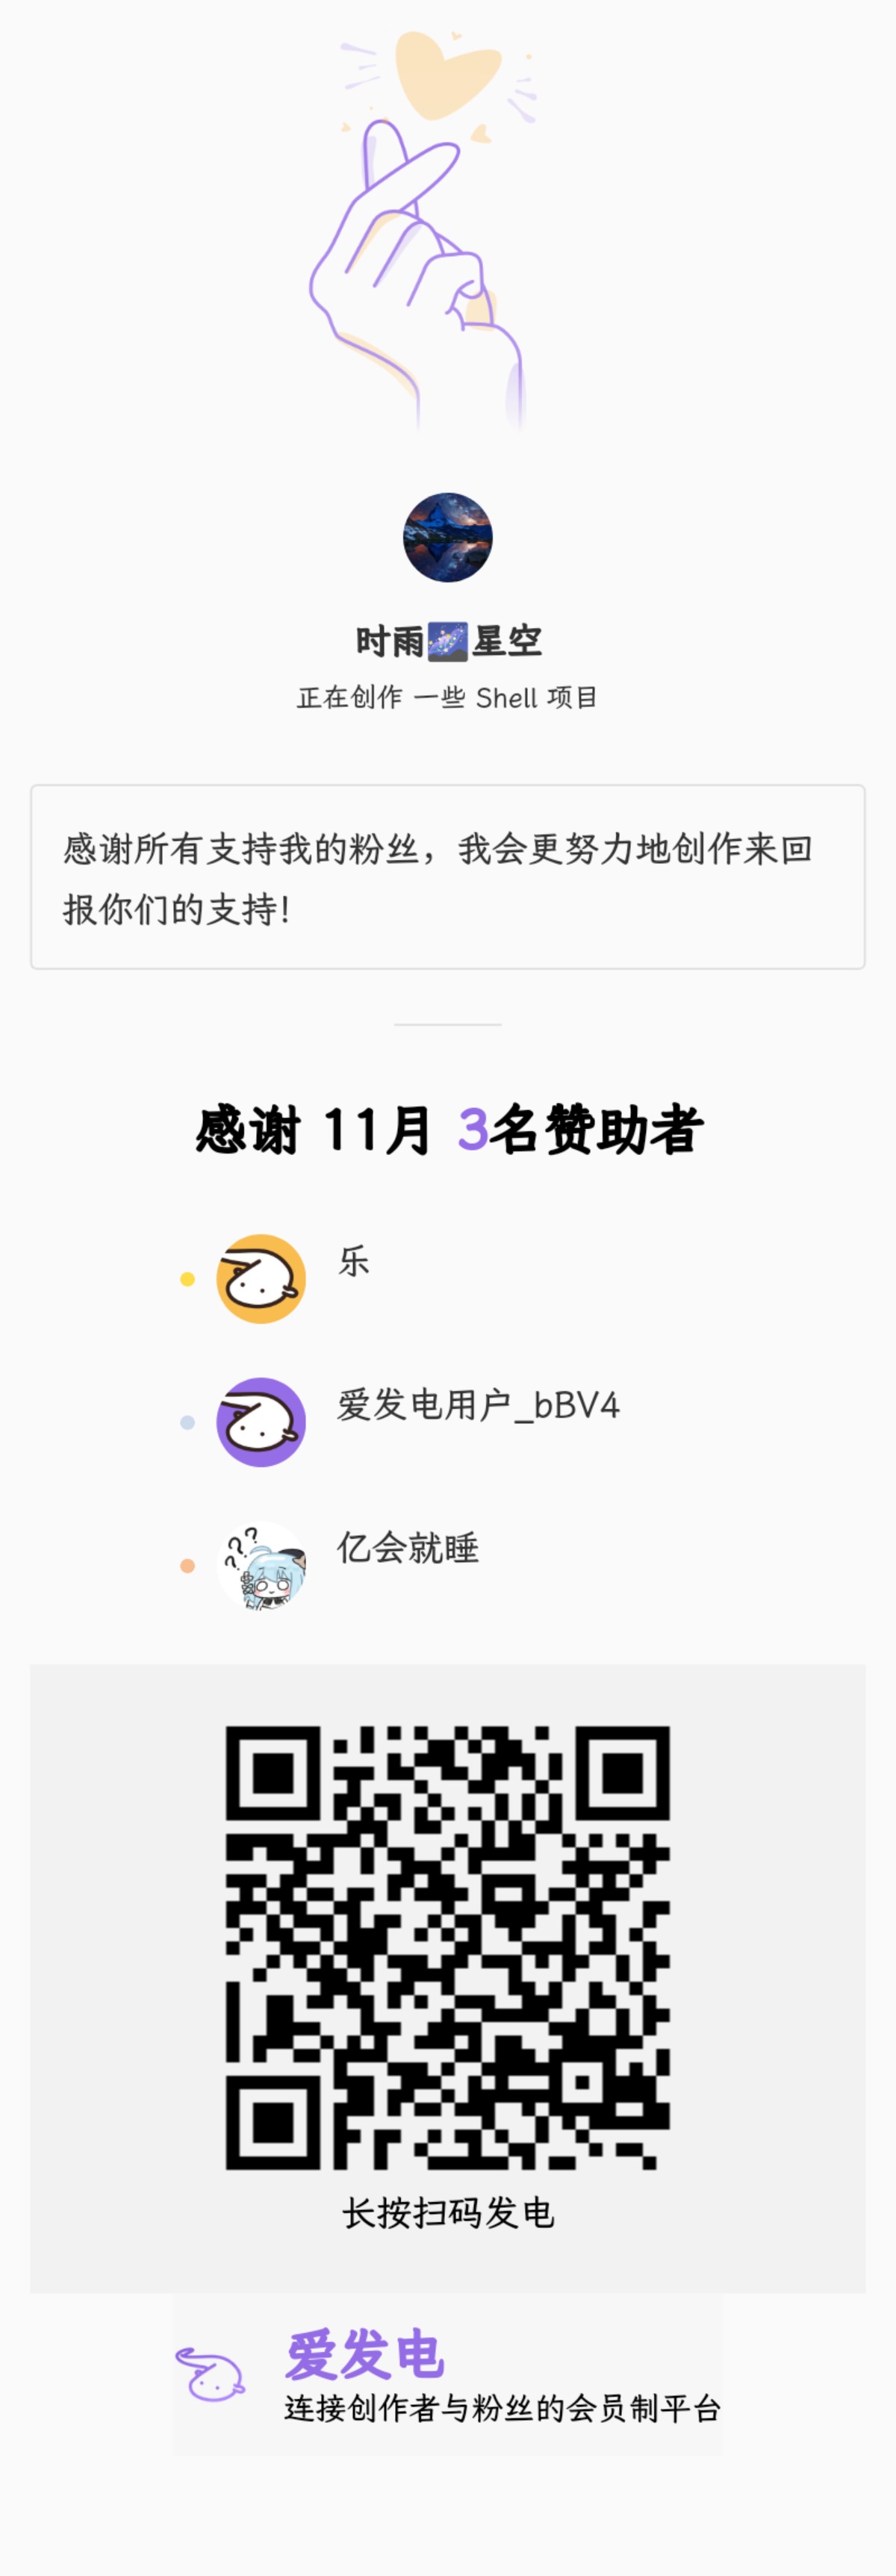 时雨🌌星空
正在创作 一些 Shell 项目
感谢所有支持我的粉丝，我会更努力地创作来回
报你们的支持!
感谢 11月 3名赞助者
乐
爱发电用户_bBV4
亿会就睡
长按扫码发电
爱发电
连接创作者与粉丝的会员制平台